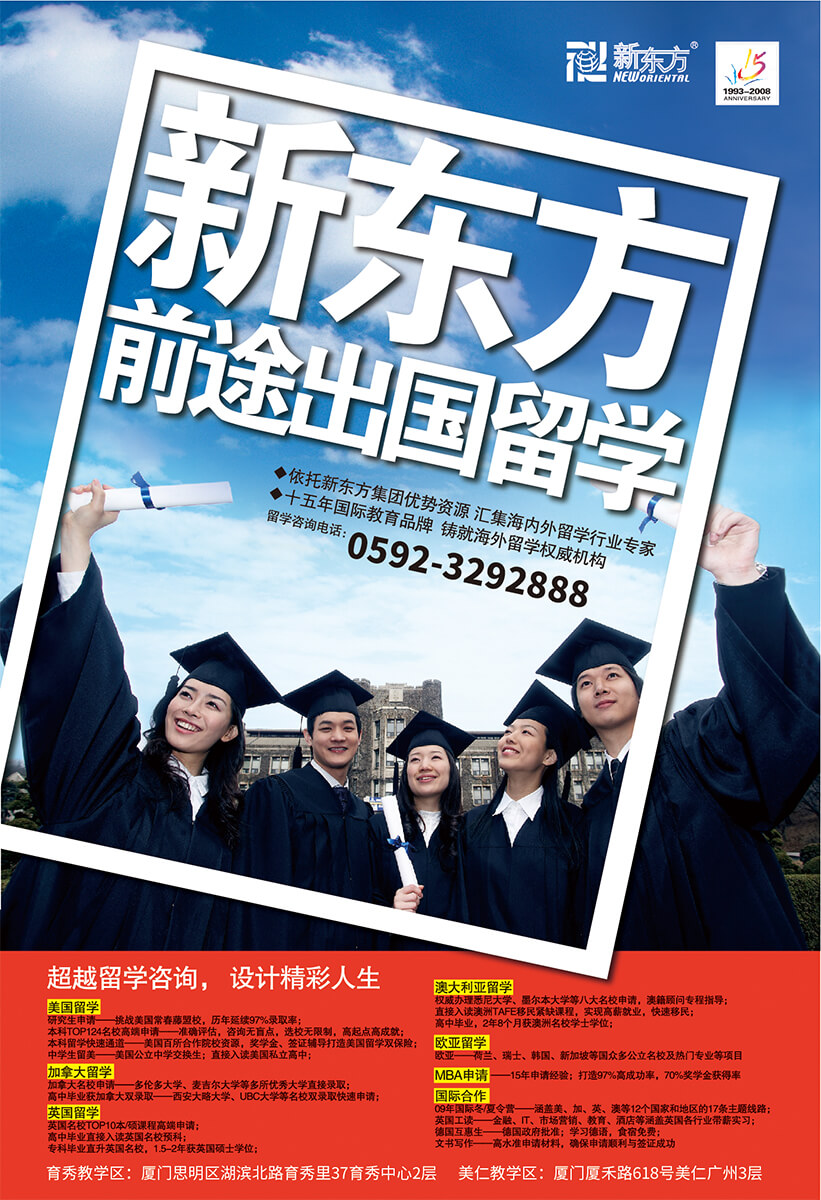 新东方®
NEW ORIENTAL
15
1993-2008
ANNIVERSARY
新东方
前途出国留学
◆依托新东方集团优势资源 汇集海内外留学行业专家
◆十五年国际教育品牌 铸就海外留学权威机构
留学咨询电话：0592-3292888
超越留学咨询， 设计精彩人生
美国留学
研究生申请——挑战美国常春藤盟校，历年延续97%录取率；
本科TOP124名校高端申请——准确评估，咨询无盲点，选校无限制，高起点高成就；
本科留学快速通道——美国百所合作院校资源，奖学金、签证辅导打造美国留学双保险；
中学生留美——美国公立中学交换生；直接入读美国私立高中；
加拿大留学
加拿大名校申请——多伦多大学、麦吉尔大学等多所优秀大学直接录取；
高中毕业获加拿大双录取——西安大略大学、UBC大学等名校双录取快速申请；
英国留学
英国名校TOP10本/硕课程高端申请；
高中毕业直接入读英国名校预科；
专科毕业直升英国名校，1.5-2年获英国硕士学位；
澳大利亚留学
权威办理悉尼大学、墨尔本大学等八大名校申请，澳籍顾问专程指导；
直接入读澳洲TAFE移民紧缺课程，实现高薪就业，快速移民；
高中毕业，2年8个月获澳洲名校学士学位；
欧亚留学
欧亚——荷兰、瑞士、韩国、新加坡等国众多公立名校及热门专业等项目
MBA申请——15年申请经验；打造97%高成功率，70%奖学金获得率
国际合作
09年国际冬/夏令营——涵盖美、加、英、澳等12个国家和地区的17条主题线路；
英国工读——金融、IT、市场营销、教育、酒店等涵盖英国各行业带薪实习；
德国互惠生——德国政府批准；学习德语，食宿免费；
文书写作——高水准申请材料，确保申请顺利与签证成功
育秀教学区：厦门思明区湖滨北路育秀里37育秀中心2层 美仁教学区：厦门厦禾路618号美仁广州3层